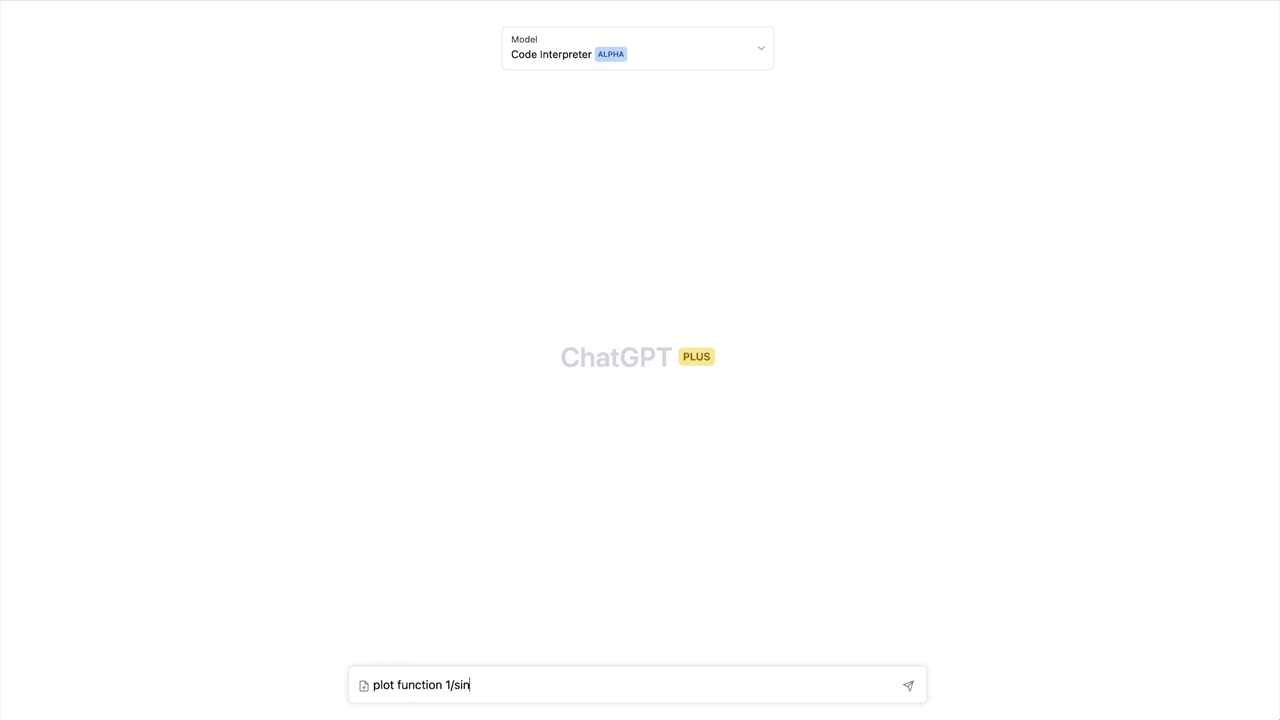 Model
Code Interpreter ALPHA
ChatGPT PLUS
plot function 1/sin